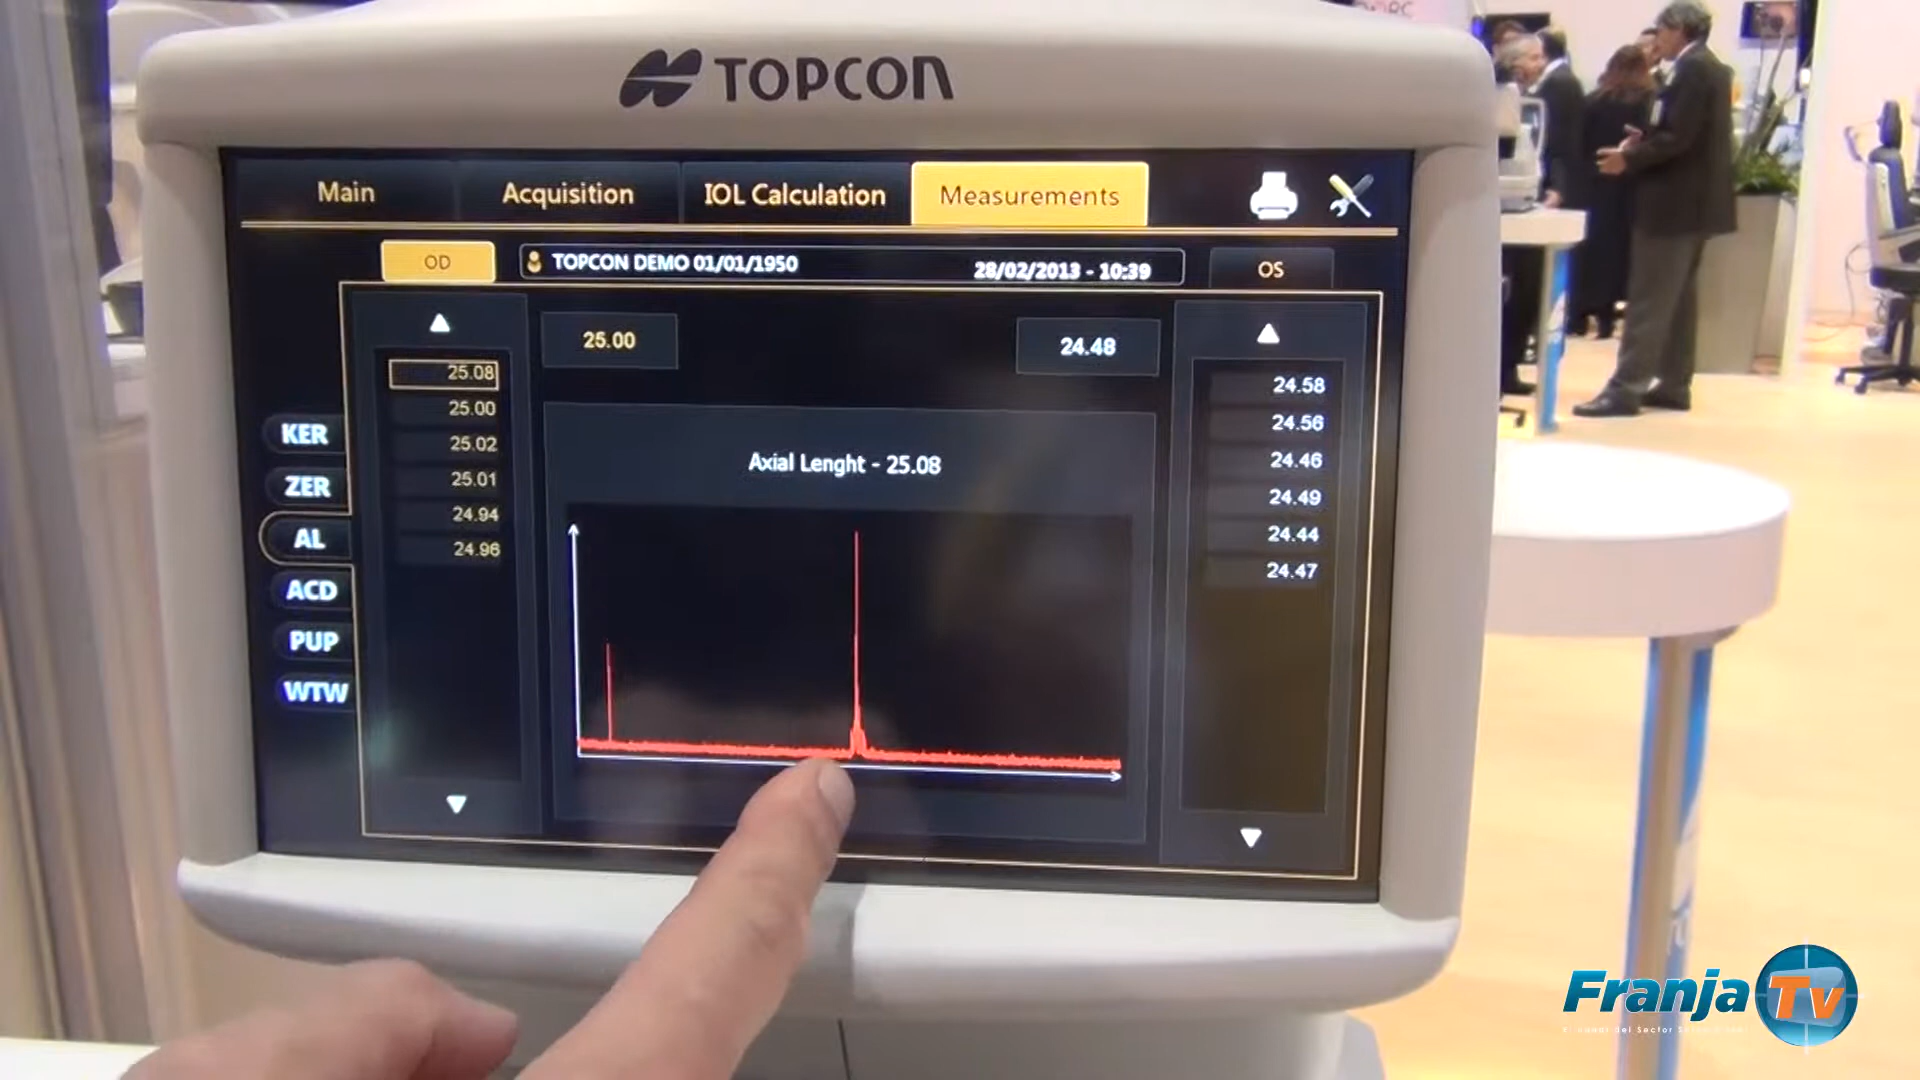 TOPCON
Main
Acquisition
IOL Calculation
Measurements
OD
TOPCON DEMO 01/01/1950
28/02/2013 - 10:39
OS
25.00
24.48
25.08
25.00
25.02
25.01
24.94
24.96
KER
ZER
AL
ACD
PUP
WTW
Axial Lenght - 25.08
24.58
24.56
24.46
24.49
24.44
24.47
Franja Tv